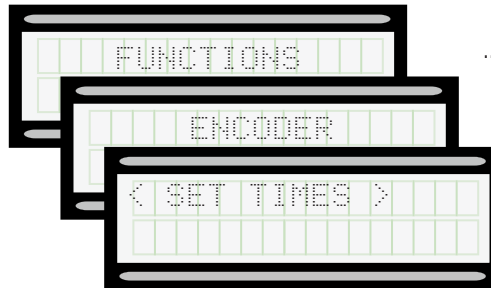 FUNCTIONS
ENCODER
< SET TIMES >